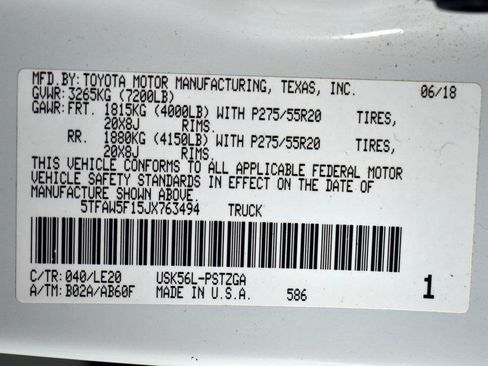 MFD.BY:TOYOTA MOTOR MANUFACTURING, TEXAS, INC. 06/18
GVWR:3265KG (7200LB)
GAWR:FRT. 1815KG (4000LB) WITH P275/55R20 TIRES,
20X8J RIMS.
RR. 1880KG (4150LB) WITH P275/55R20 TIRES,
20X8J RIMS.
THIS VEHICLE CONFORMS TO ALL APPLICABLE FEDERAL MOTOR
VEHICLE SAFETY STANDARDS IN EFFECT ON THE DATE OF
MANUFACTURE SHOWN ABOVE.
5TFAW5F15JX763494 TRUCK
C/TR:040/LE20 USK56L-PSTZGA
A/TM:B02A/AB60F MADE IN U.S.A. 586 1